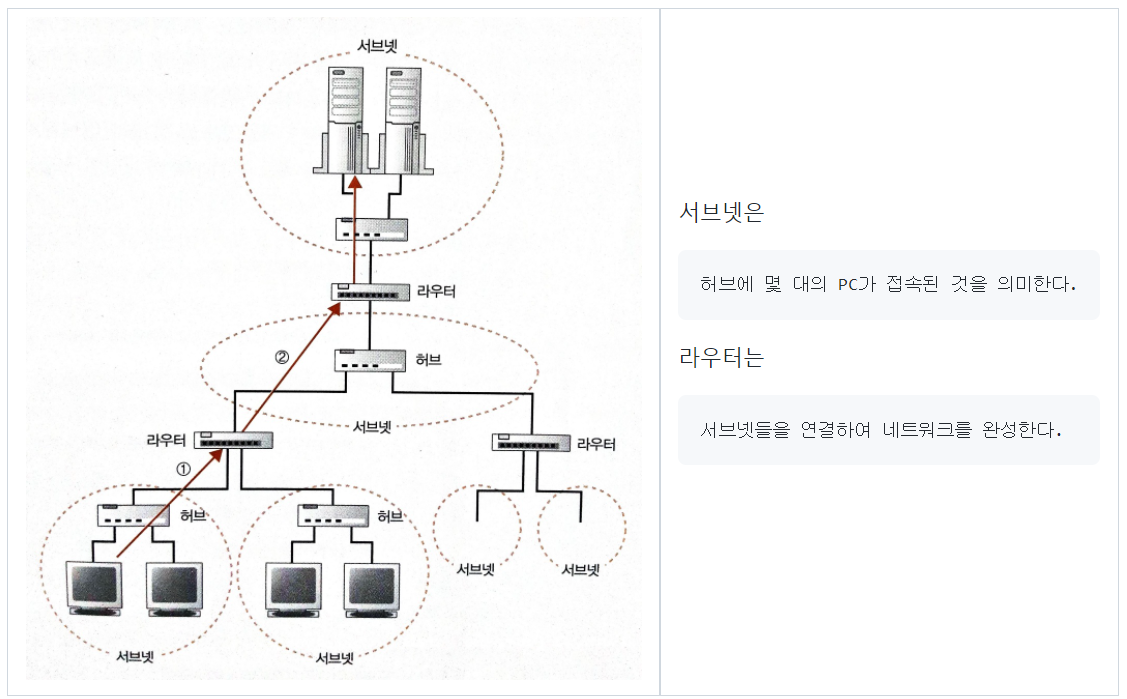 서브넷
라우터
②
허브
서브넷
라우터
라우터
①
허브
허브
서브넷
서브넷
서브넷
서브넷
서브넷은
허브에 몇 대의 PC가 접속된 것을 의미한다.
라우터는
서브넷들을 연결하여 네트워크를 완성한다.